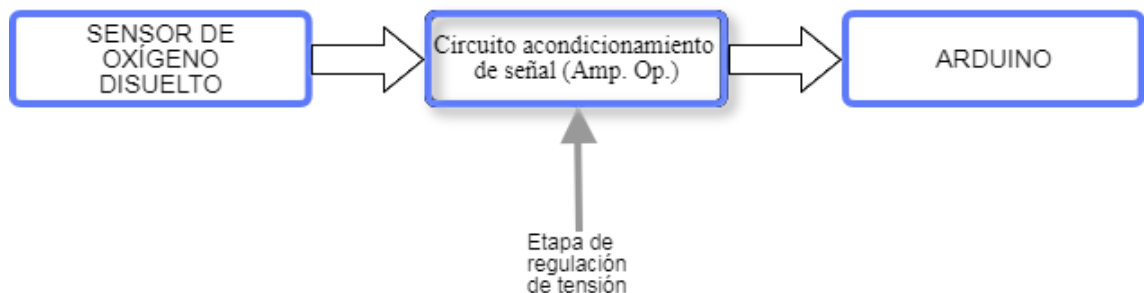 SENSOR DE
OXÍGENO
DISUELTO
Circuito acondicionamiento
de señal (Amp. Op.)
ARDUINO
Etapa de
regulación
de tensión